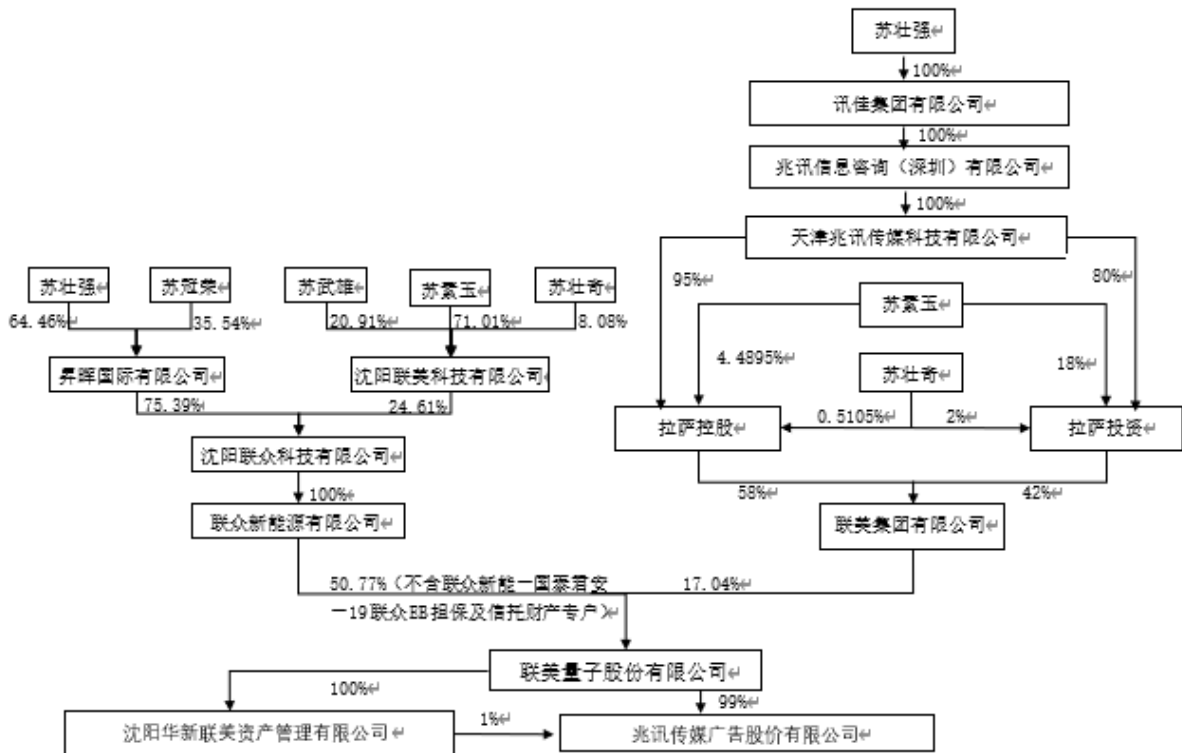 苏壮强↵
100%↵
讯佳集团有限公司↵
100%↵
兆讯信息咨询（深圳）有限公司↵
100%↵
天津兆讯传媒科技有限公司↵
苏壮强↵
苏冠荣↵
苏武雄↵
苏素玉↵
苏壮奇↵
95%↵
80%↵
苏素玉↵
64.46%↵
35.54%↵
20.91%↵
71.01%↵
8.08%↵
4.4895%↵
18%↵
昇晖国际有限公司↵
沈阳联美科技有限公司↵
苏壮奇↵
75.39%↵
24.61%↵
0.5105%↵
2%↵
拉萨控股↵
拉萨投资↵
沈阳联众科技有限公司↵
58%↵
42%↵
100%↵
联众新能源有限公司↵
联美集团有限公司↵
50.77%（不含联众新能—国泰君安
—19联众EB担保及信托财产专户）↵
17.04%↵
联美量子股份有限公司↵
100%↵
99%↵
沈阳华新联美资产管理有限公司↵
1%↵
兆讯传媒广告股份有限公司↵